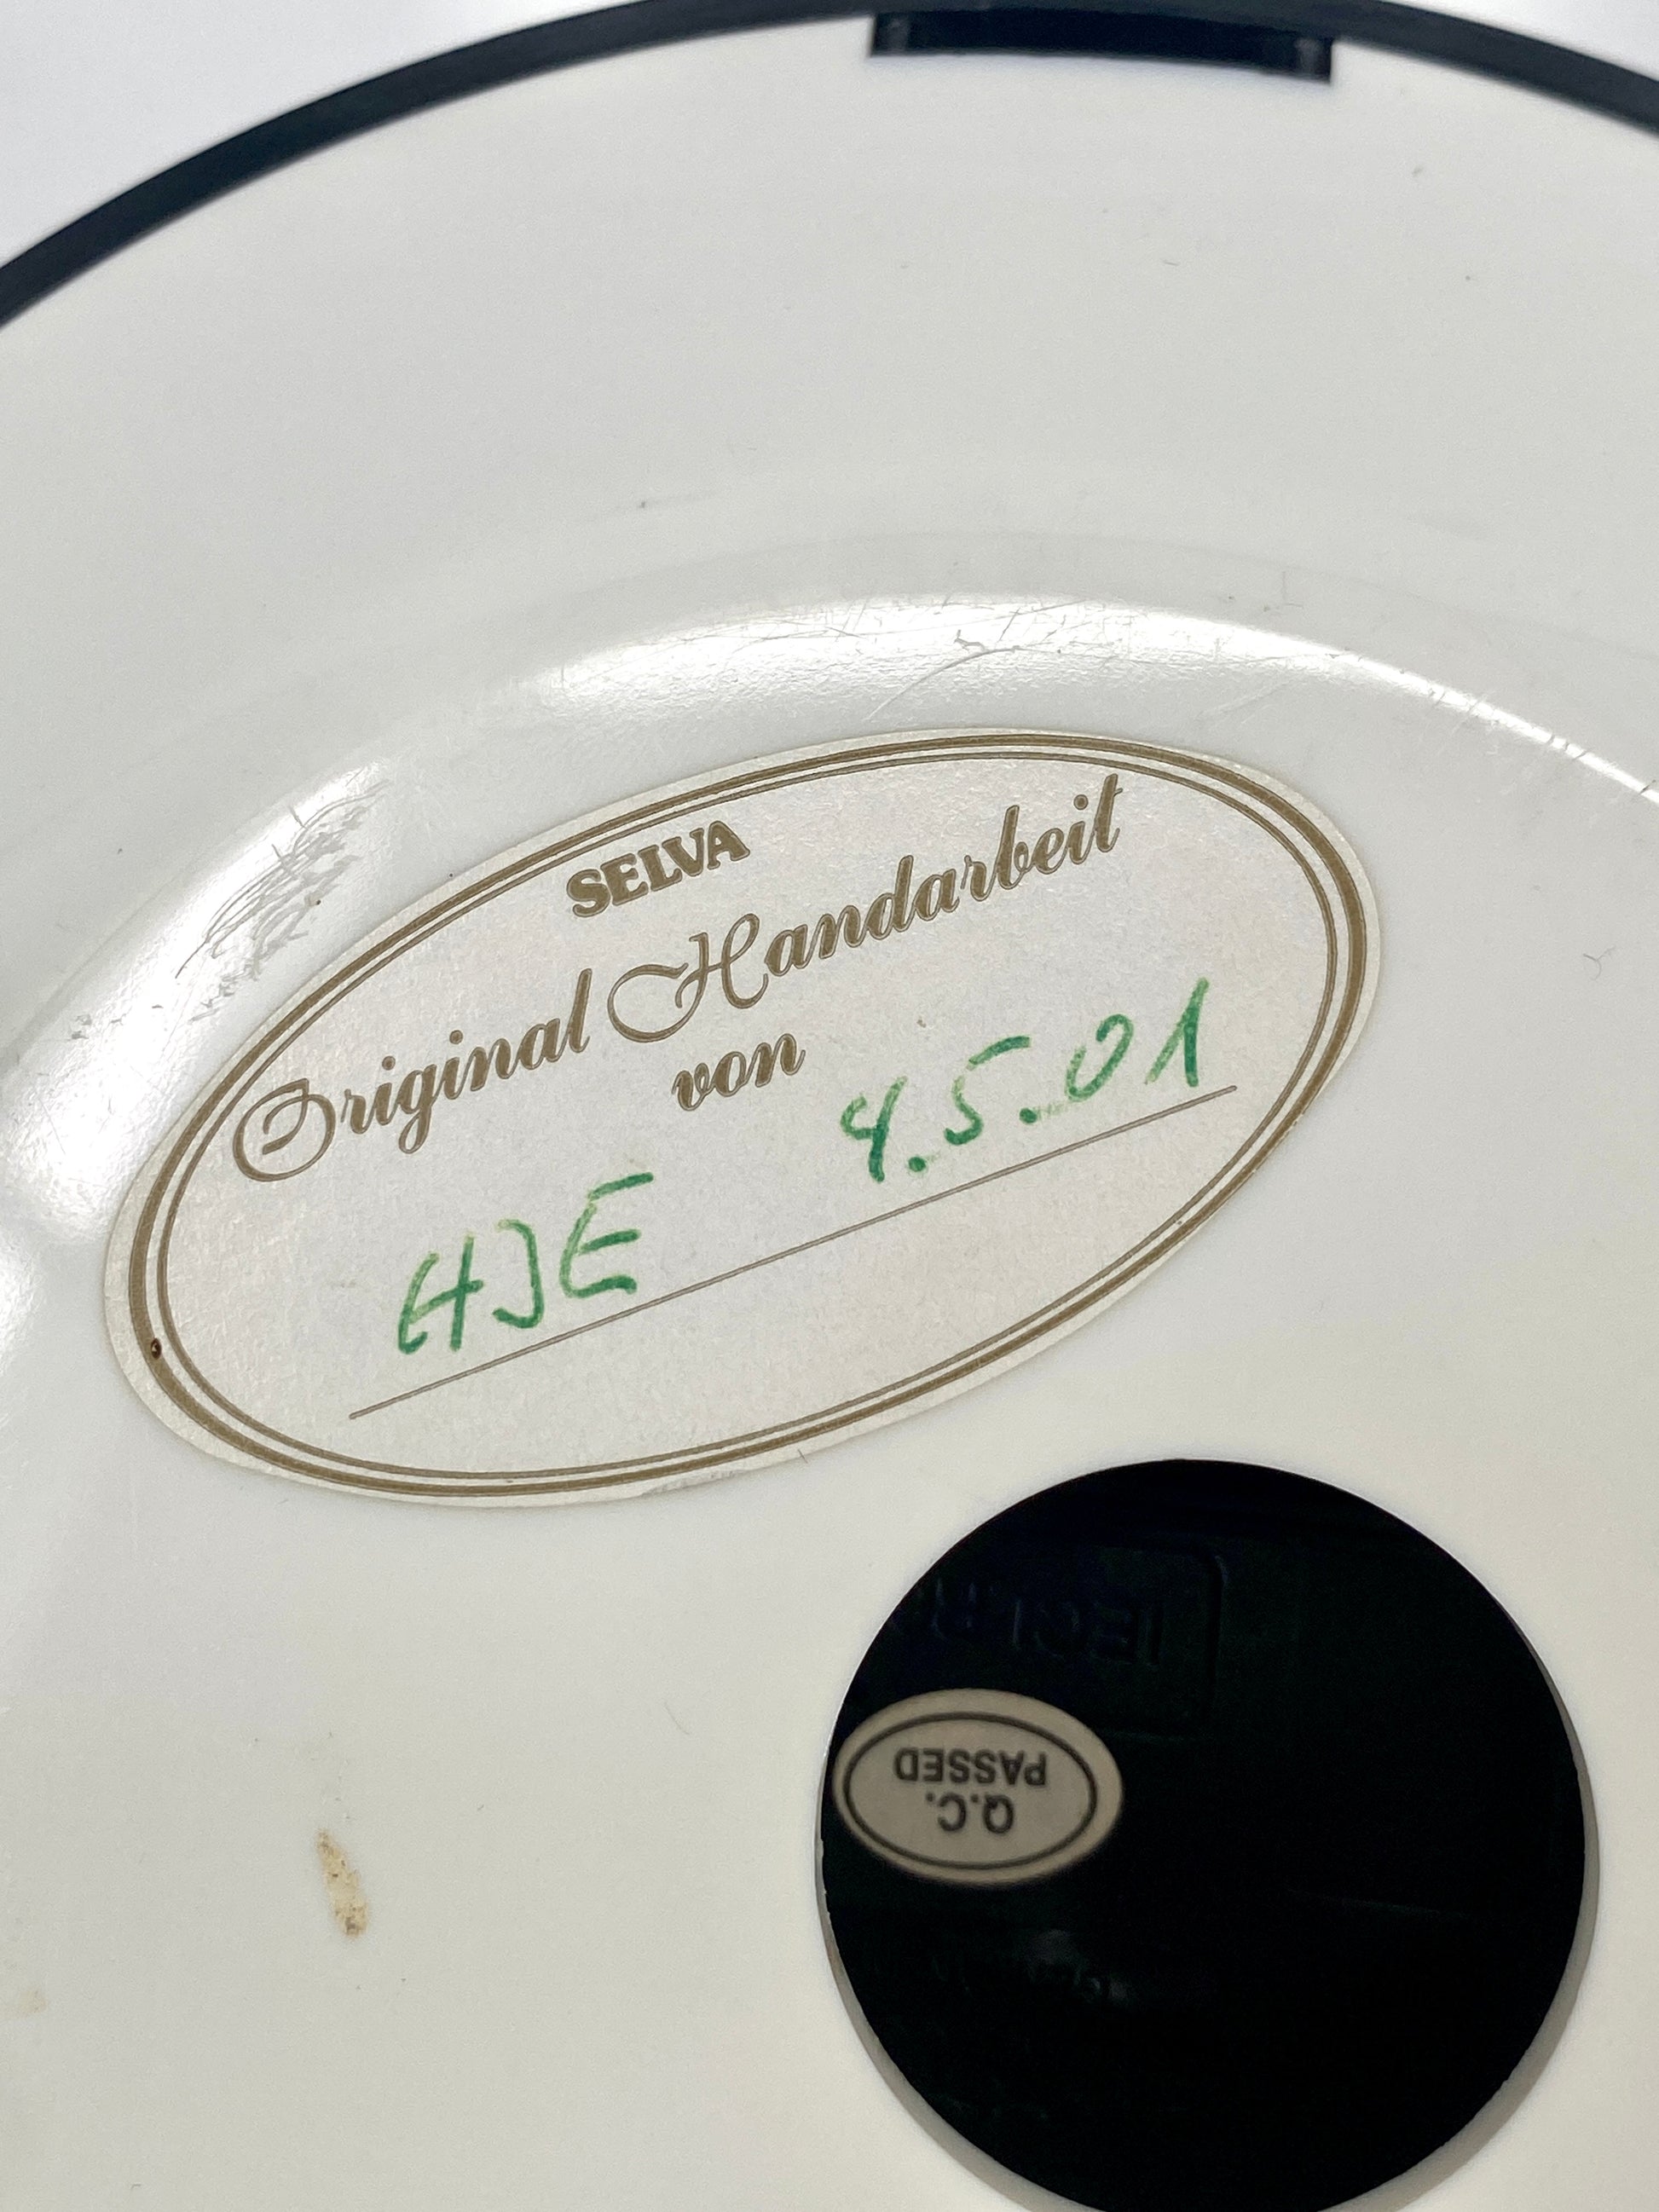 SELVA
Original Handarbeit
von
HJE 4.5.01
Q.C.
PASSED